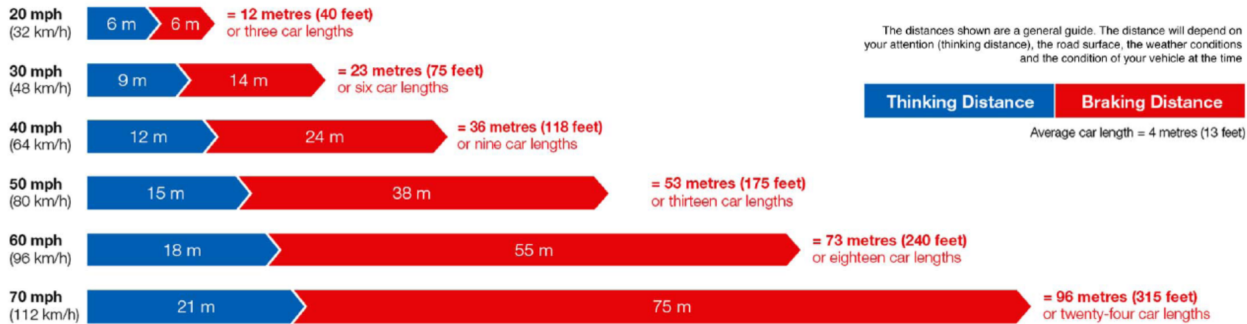 20 mph
(32 km/h)
6 m
6 m
= 12 metres (40 feet)
or three car lengths
The distances shown are a general guide. The distance will depend on
your attention (thinking distance), the road surface, the weather conditions
and the condition of your vehicle at the time
30 mph
(48 km/h)
9 m
14 m
= 23 metres (75 feet)
or six car lengths
Thinking Distance
Braking Distance
Average car length = 4 metres (13 feet)
40 mph
(64 km/h)
12 m
24 m
= 36 metres (118 feet)
or nine car lengths
50 mph
(80 km/h)
15 m
38 m
= 53 metres (175 feet)
or thirteen car lengths
60 mph
(96 km/h)
18 m
55 m
= 73 metres (240 feet)
or eighteen car lengths
70 mph
(112 km/h)
21 m
75 m
= 96 metres (315 feet)
or twenty-four car lengths